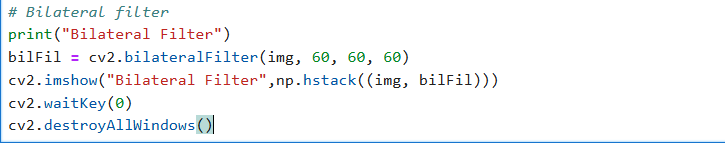 # Bilateral filter
print("Bilateral Filter")
bilFil = cv2.bilateralFilter(img, 60, 60, 60)
cv2.imshow("Bilateral Filter",np.hstack((img, bilFil)))
cv2.waitKey(0)
cv2.destroyAllWindows()